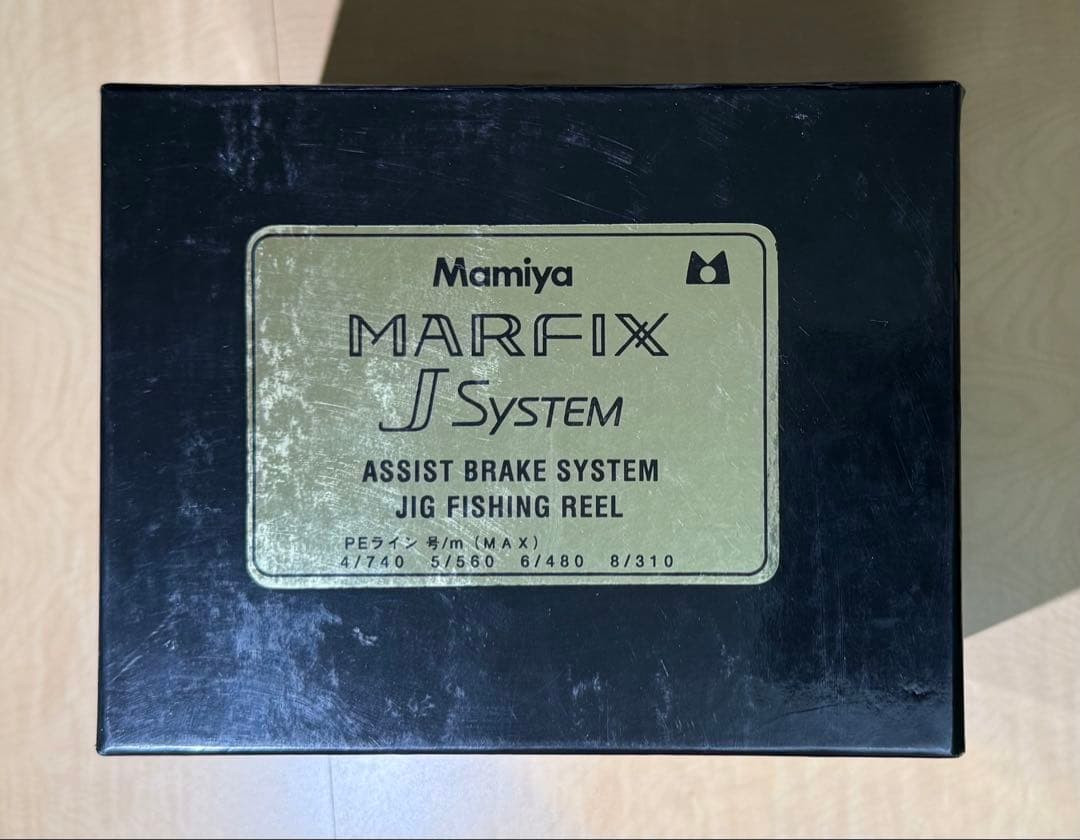 Mamiya
MARFIX
J SYSTEM
ASSIST BRAKE SYSTEM
JIG FISHING REEL
PEライン 号/m (MAX)
4/740 5/560 6/480 8/310